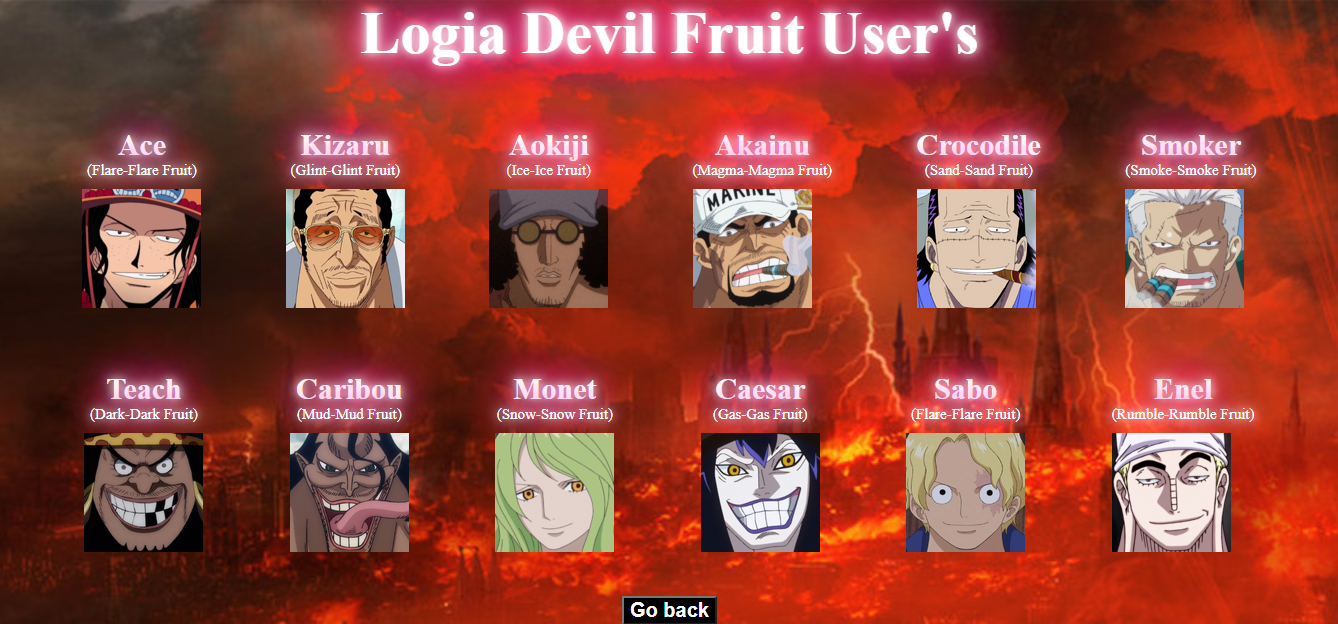 Logia Devil Fruit User's
Ace
(Flare-Flare Fruit)
Kizaru
(Glint-Glint Fruit)
Aokiji
(Ice-Ice Fruit)
Akainu
(Magma-Magma Fruit)
MARINE
Crocodile
(Sand-Sand Fruit)
Smoker
(Smoke-Smoke Fruit)
Teach
(Dark-Dark Fruit)
Caribou
(Mud-Mud Fruit)
Monet
(Snow-Snow Fruit)
Caesar
(Gas-Gas Fruit)
Sabo
(Flare-Flare Fruit)
Enel
(Rumble-Rumble Fruit)
Go back